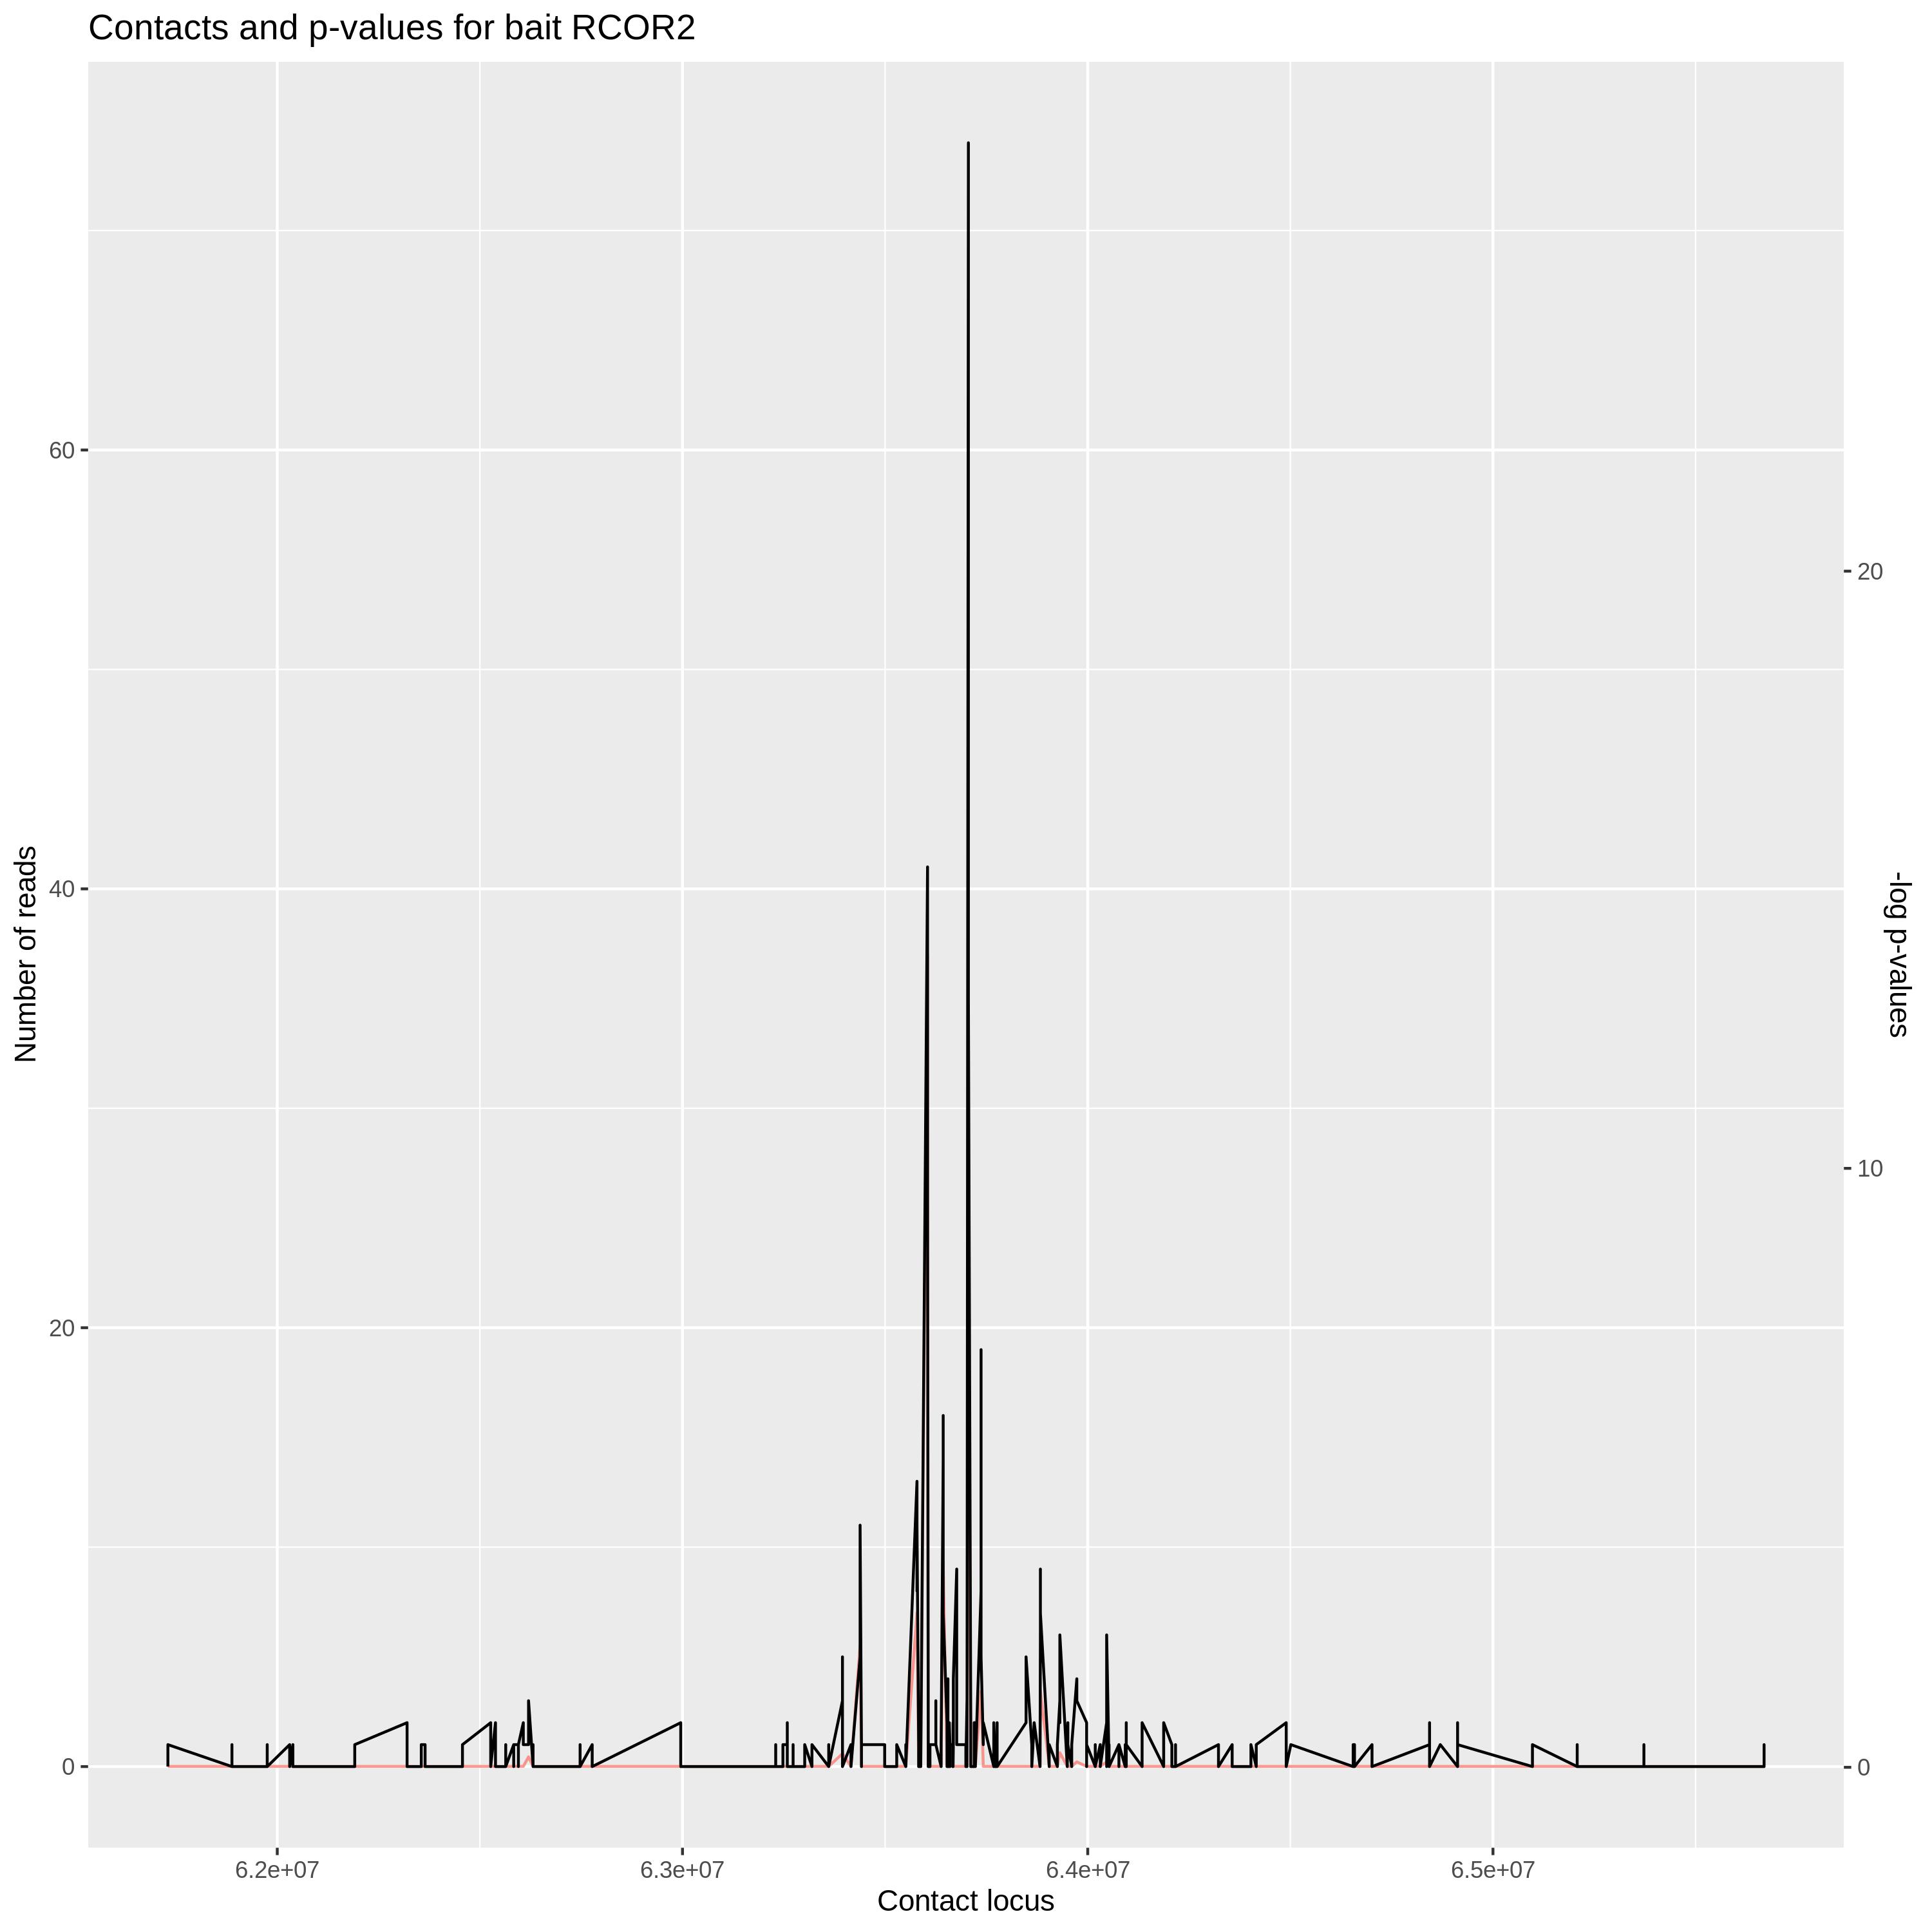 Contacts and p-values for bait RCOR2
Number of reads
60
40
20
0
20
10
0
-log p-values
6.2e+07
6.3e+07
6.4e+07
6.5e+07
Contact locus